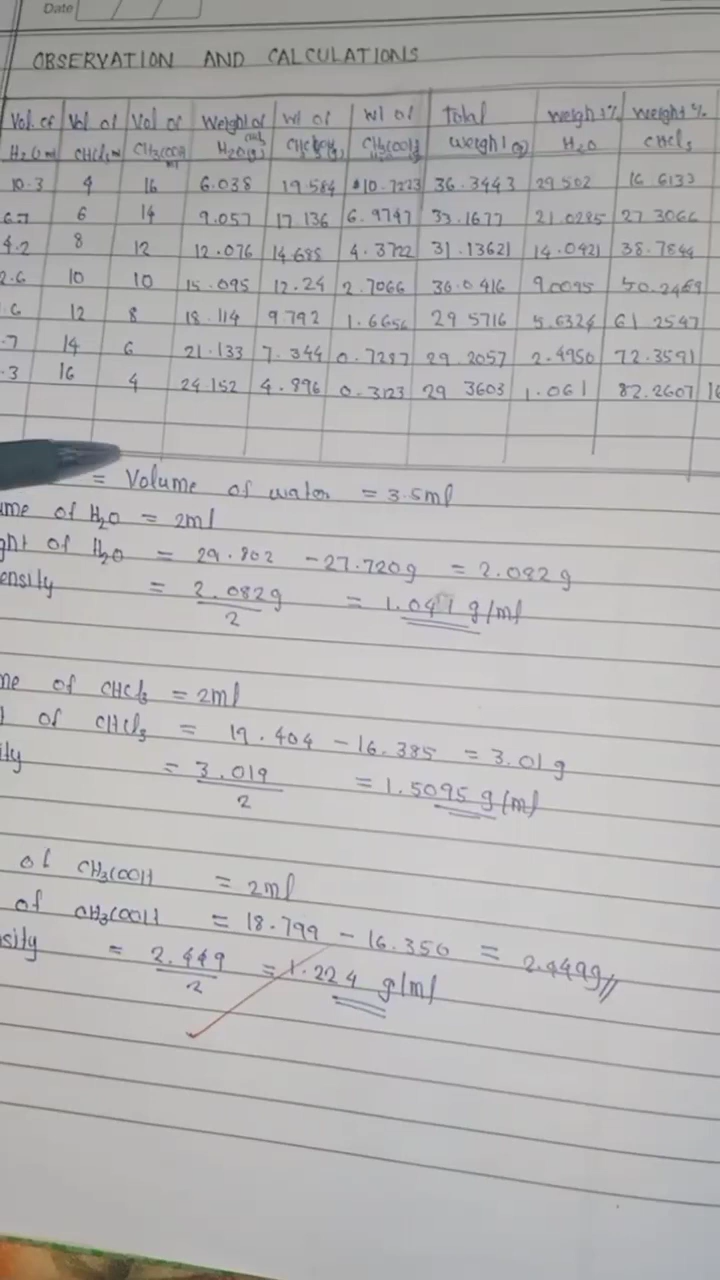 Date
OBSERVATION AND CALCULATIONS
Vol. of H₂O ml Vol of CHCl₃ ml Vol of CH₃COOH ml Weight of H₂O(g) wt of wt of CH₃COOH Total weight (g) weight % H₂O weight % CHCl₃
10.3 4 16 6.038 19.584 10.7223 36.3443 29.502 16 6133
6.7 6 14 9.057 17.136 6.9747 33.1677 21.0285 27.3066
4.2 8 12 12.076 14.688 4.3722 31.13621 14.0421 38.7844
2.6 10 10 15.095 12.24 2.7066 30.0416 9.0095 50.2469
.6 12 8 18.114 9.792 1.6656 29 5716 5.6324 61 2547
.7 14 6 21.133 7.344 0.7287 29.2057 2.4950 72.3591
.3 16 4 24.152 4.896 0.3123 29 3603 1.061 82.2607 16
= Volume of water = 3.5ml
ume of H₂O = 2ml
ght of H₂O = 29.802 - 27.720g = 2.082g
ensity = 2.082g / 2 = 1.041 g/ml
me of CHCl₃ = 2ml
t of CHCl₃ = 19.404 - 16.385 = 3.01g
ity = 3.019 / 2 = 1.5095 g/ml
of CH₃COOH = 2ml
of CH₃COOH = 18.799 - 16.350 = 2.449g//
sity = 2.449 / 2 = 1.224 g/ml